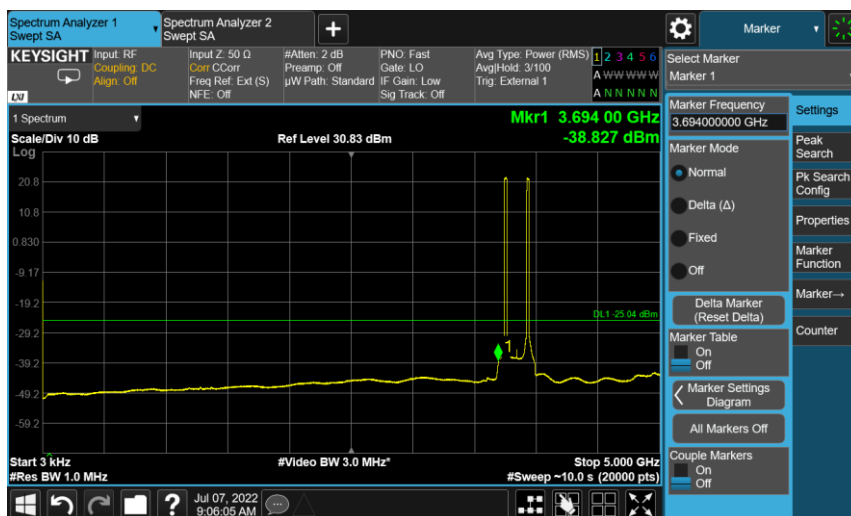 Spectrum Analyzer 1
Swept SA
Spectrum Analyzer 2
Swept SA
Marker
KEYSIGHT
LXI
Input: RF
Coupling: DC
Align: Off
Input Z: 50 Ω
Corr CCorr
Freq Ref: Ext (S)
NFE: Off
#Atten: 2 dB
Preamp: Off
µW Path: Standard
PNO: Fast
Gate: LO
IF Gain: Low
Sig Track: Off
Avg Type: Power (RMS)
Avg|Hold: 3/100
Trig: External 1
1 2 3 4 5 6
A W W W W W
A N N N N N
Select Marker
Marker 1
1 Spectrum
Scale/Div 10 dB
Log
Ref Level 30.83 dBm
Mkr1 3.694 00 GHz
-38.827 dBm
20.8
10.8
0.830
-9.17
-19.2
-29.2
-39.2
-49.2
-59.2
DL1 -25.04 dBm
1
Start 3 kHz
#Res BW 1.0 MHz
#Video BW 3.0 MHz*
Stop 5.000 GHz
#Sweep ~10.0 s (20000 pts)
Marker Frequency
3.694000000 GHz
Marker Mode
Normal
Delta (Δ)
Fixed
Off
Delta Marker
(Reset Delta)
Marker Table
On
Off
Marker Settings
Diagram
All Markers Off
Couple Markers
On
Off
Settings
Peak
Search
Pk Search
Config
Properties
Marker
Function
Marker→
Counter
?
Jul 07, 2022
9:06:05 AM